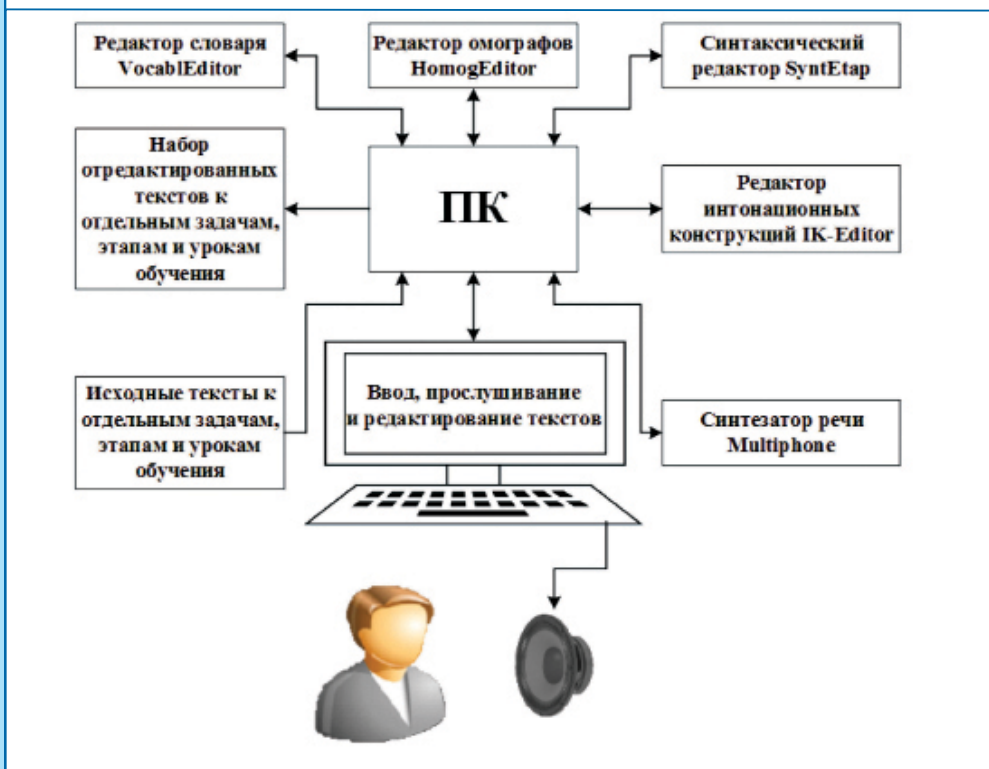 Редактор словаря
VocablEditor
Редактор омографов
HomogEditor
Синтаксический
редактор SyntEtap
Набор
отредактированных
текстов к
отдельным задачам,
этапам и урокам
обучения
ПК
Редактор
интонационных
конструкций IK-Editor
Исходные тексты к
отдельным задачам,
этапам и урокам
обучения
Ввод, прослушивание
и редактирование текстов
Синтезатор речи
Multiphone